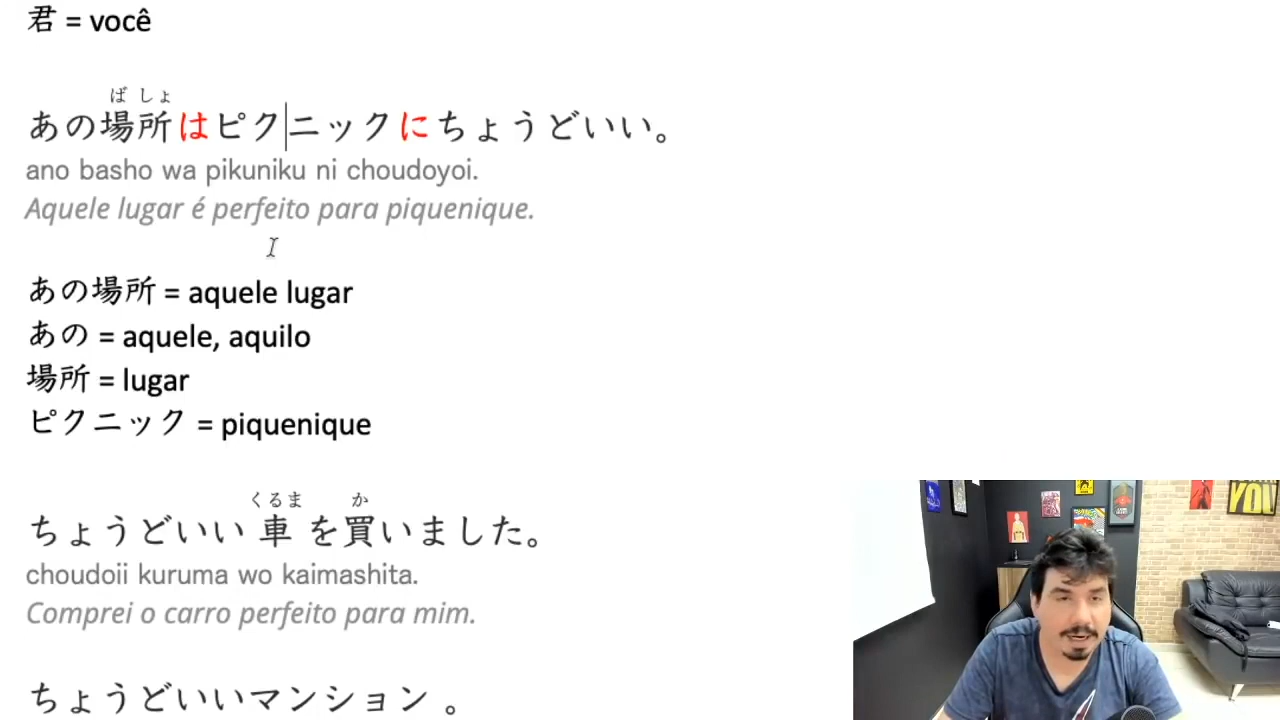 君 = você
ば しょ
あの場所はピクニックにちょうどいい。
ano basho wa pikuniku ni choudoyoi.
Aquele lugar é perfeito para piquenique.
あの場所 = aquele lugar
あの = aquele, aquilo
場所 = lugar
ピクニック = piquenique
くるま か
ちょうどいい 車 を買いました。
choudoii kuruma wo kaimashita.
Comprei o carro perfeito para mim.
ちょうどいいマンション 。
YOU